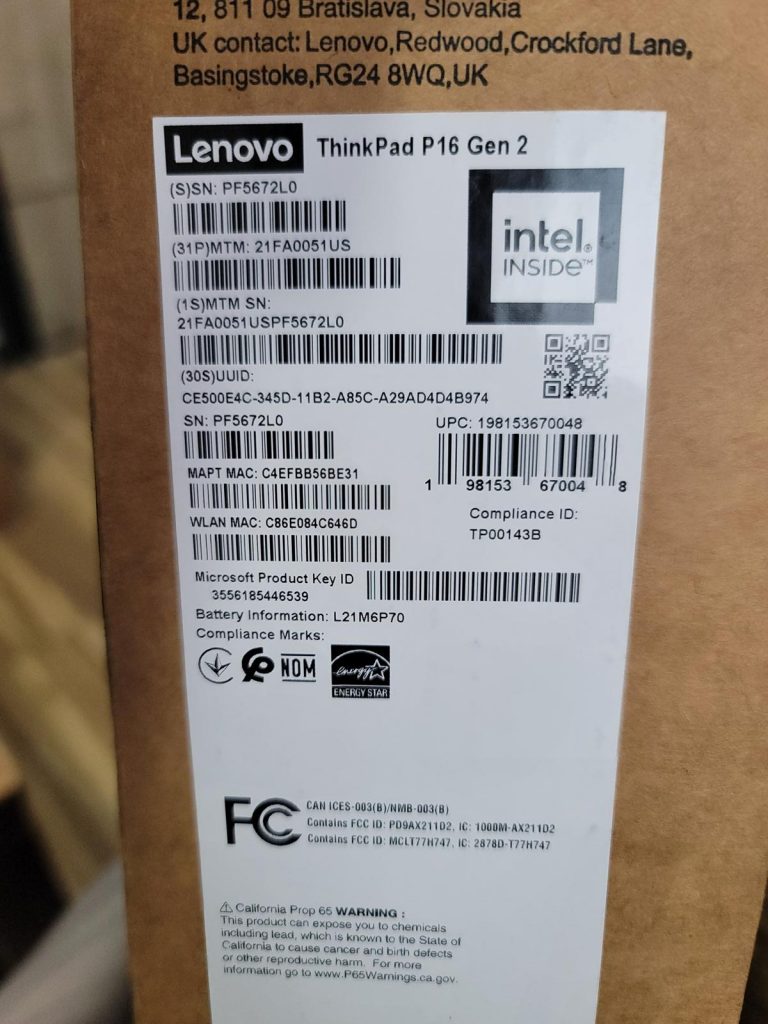 12, 811 09 Bratislava, Slovakia
UK contact: Lenovo,Redwood,Crockford Lane,
Basingstoke,RG24 8WQ,UK
Lenovo ThinkPad P16 Gen 2
(S)SN: PF5672L0
(31P)MTM: 21FA0051US
intel®
INSIDE™
(1S)MTM SN:
21FA0051USPF5672L0
(30S)UUID:
CE500E4C-345D-11B2-A85C-A29AD4D4B974
SN: PF5672L0
UPC: 198153670048
1 98153 67004 8
MAPT MAC: C4EFBB56BE31
WLAN MAC: C86E084C646D
Compliance ID:
TP00143B
Microsoft Product Key ID
3556185446539
Battery Information: L21M6P70
Compliance Marks:
NOM
energy
ENERGY STAR
FC
CAN ICES-003(B)/NMB-003(B)
Contains FCC ID: PD9AX211D2, IC: 1000M-AX211D2
Contains FCC ID: MCLT77H747, IC: 2878D-T77H747
⚠ California Prop 65 WARNING :
This product can expose you to chemicals
including lead, which is known to the State of
California to cause cancer and birth defects
or other reproductive harm. For more
information go to www.P65Warnings.ca.gov.